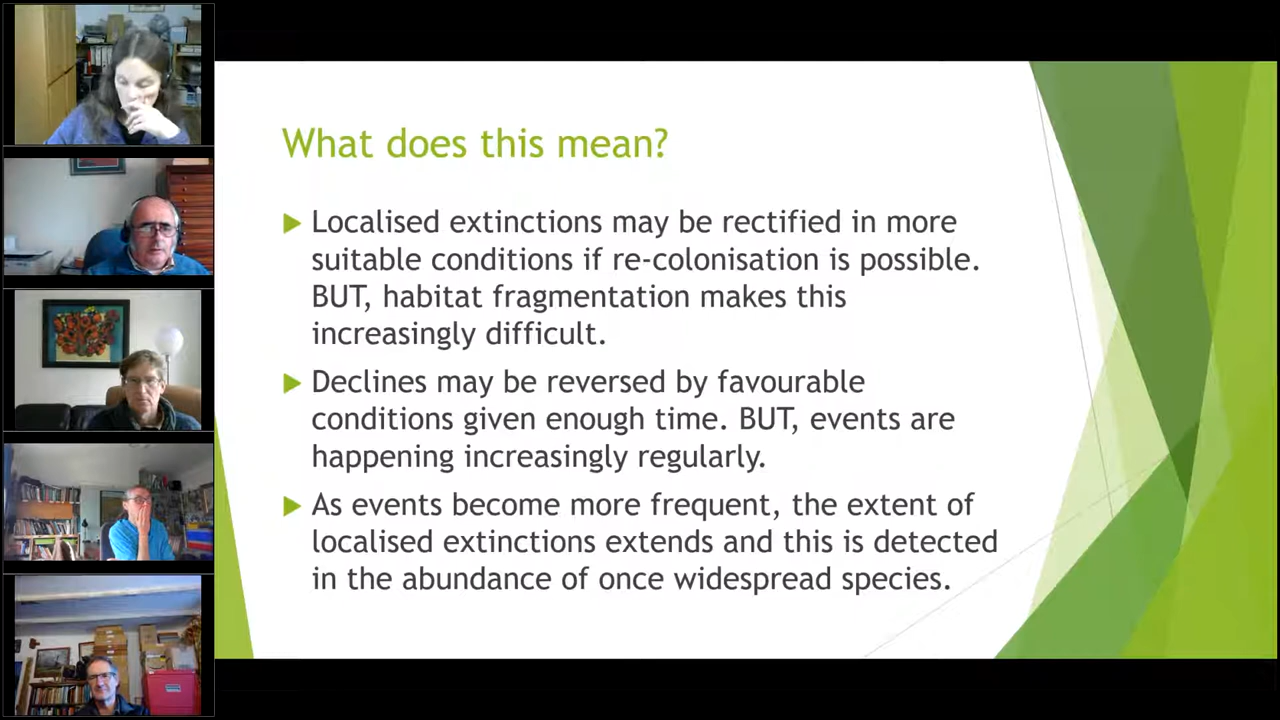 What does this mean?
Localised extinctions may be rectified in more
suitable conditions if re-colonisation is possible.
BUT, habitat fragmentation makes this
increasingly difficult.
Declines may be reversed by favourable
conditions given enough time. BUT, events are
happening increasingly regularly.
As events become more frequent, the extent of
localised extinctions extends and this is detected
in the abundance of once widespread species.